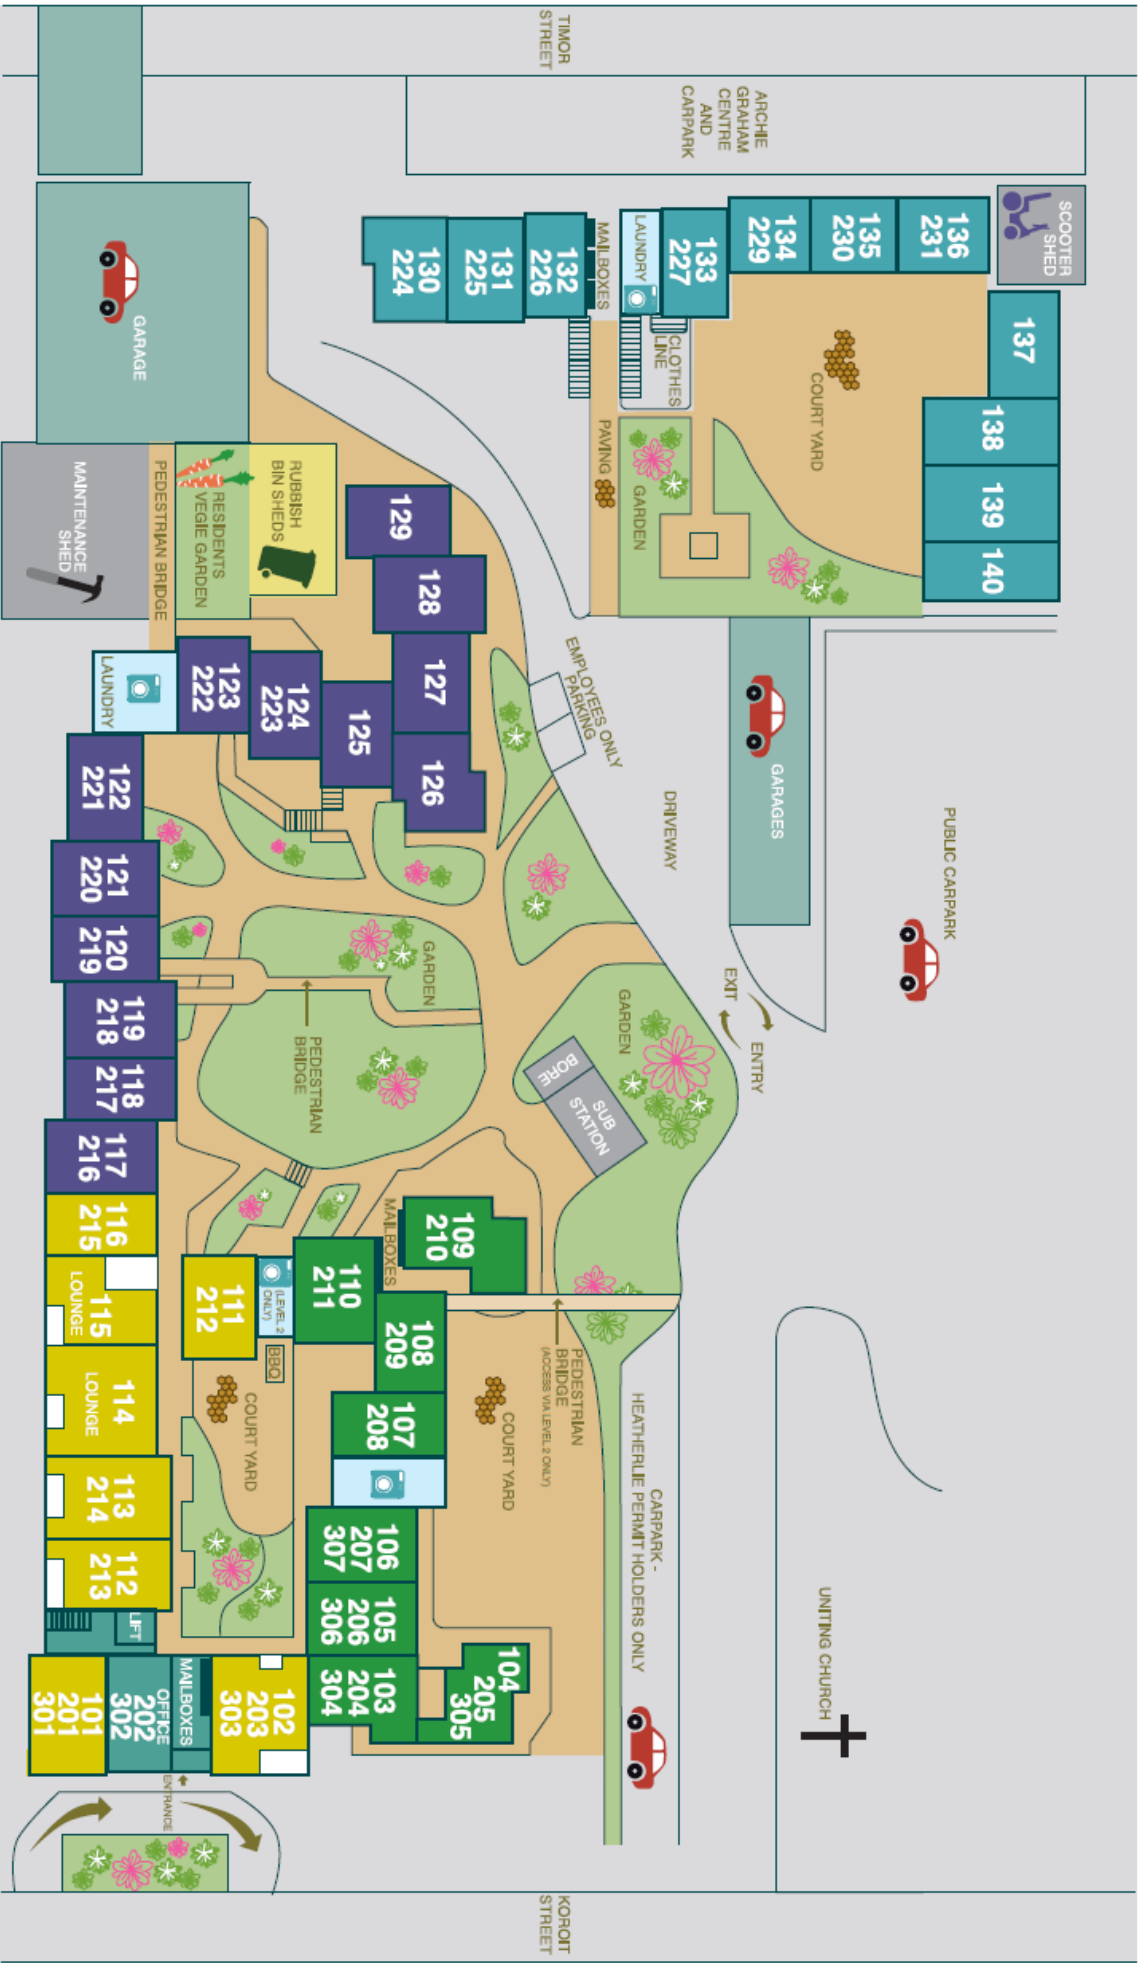 TIMOR
STREET
ARCHIE
GRAHAM
CENTRE
AND
CARPARK
SCOOTER
SHED
136
231
135
230
134
229
133
227
LAUNDRY
MAILBOXES
132
226
131
225
130
224
137
138
139
140
COURT YARD
CLOTHES
LINE
PAVING
GARDEN
GARAGE
MAINTENANCE
SHED
PEDESTRIAN BRIDGE
RESIDENTS
VEGIE GARDEN
RUBBISH
BIN SHEDS
129
128
127
126
125
124
223
123
222
LAUNDRY
122
221
121
220
120
219
119
218
118
217
117
216
EMPLOYEES ONLY
PARKING
DRIVEWAY
GARAGES
PUBLIC CARPARK
EXIT
ENTRY
GARDEN
GARDEN
PEDESTRIAN
BRIDGE
BORE
SUB
STATION
MAILBOXES
109
210
110
211
(LEVEL 2
ONLY)
111
212
116
215
115
LOUNGE
114
LOUNGE
113
214
112
213
BBQ
COURT YARD
108
209
107
208
COURT YARD
PEDESTRIAN
BRIDGE
(ACCESS VIA LEVEL 2 ONLY)
CARPARK -
HEATHERLIE PERMIT HOLDERS ONLY
UNITING CHURCH
106
207
307
105
206
306
104
205
305
103
204
304
102
203
303
LIFT
MAILBOXES
OFFICE
202
302
101
201
301
ENTRANCE
KOROIT
STREET